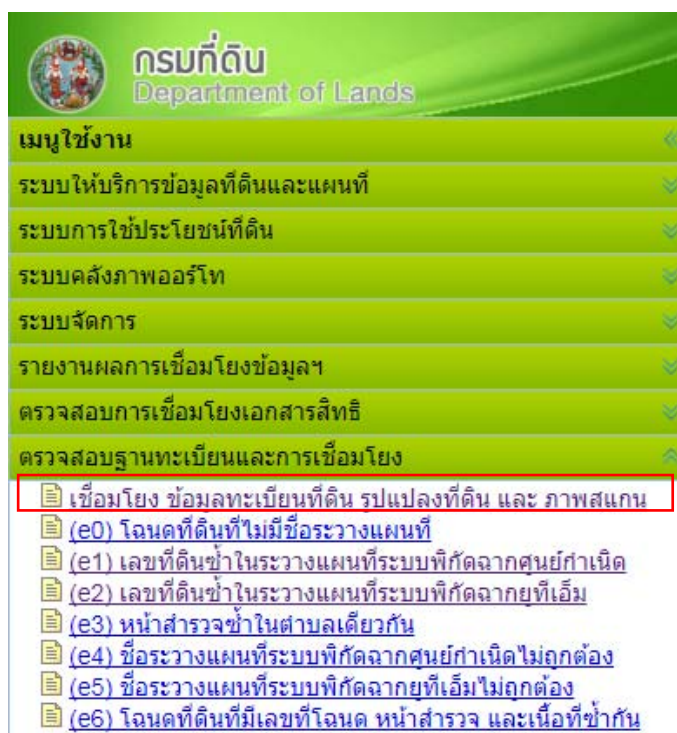 กรมที่ดิน
Department of Lands
เมนูใช้งาน
ระบบให้บริการข้อมูลที่ดินและแผนที่
ระบบการใช้ประโยชน์ที่ดิน
ระบบคลังภาพออร์โท
ระบบจัดการ
รายงานผลการเชื่อมโยงข้อมูลฯ
ตรวจสอบการเชื่อมโยงเอกสารสิทธิ
ตรวจสอบฐานทะเบียนและการเชื่อมโยง
เชื่อมโยง ข้อมูลทะเบียนที่ดิน รูปแปลงที่ดิน และ ภาพสแกน
(e0) โฉนดที่ดินที่ไม่มีชื่อระวางแผนที่
(e1) เลขที่ดินซ้ำในระวางแผนที่ระบบพิกัดฉากศูนย์กำเนิด
(e2) เลขที่ดินซ้ำในระวางแผนที่ระบบพิกัดฉากยูทีเอ็ม
(e3) หน้าสำรวจซ้ำในตำบลเดียวกัน
(e4) ชื่อระวางแผนที่ระบบพิกัดฉากศูนย์กำเนิดไม่ถูกต้อง
(e5) ชื่อระวางแผนที่ระบบพิกัดฉากยูทีเอ็มไม่ถูกต้อง
(e6) โฉนดที่ดินที่มีเลขที่โฉนด หน้าสำรวจ และเนื้อที่ซ้ำกัน